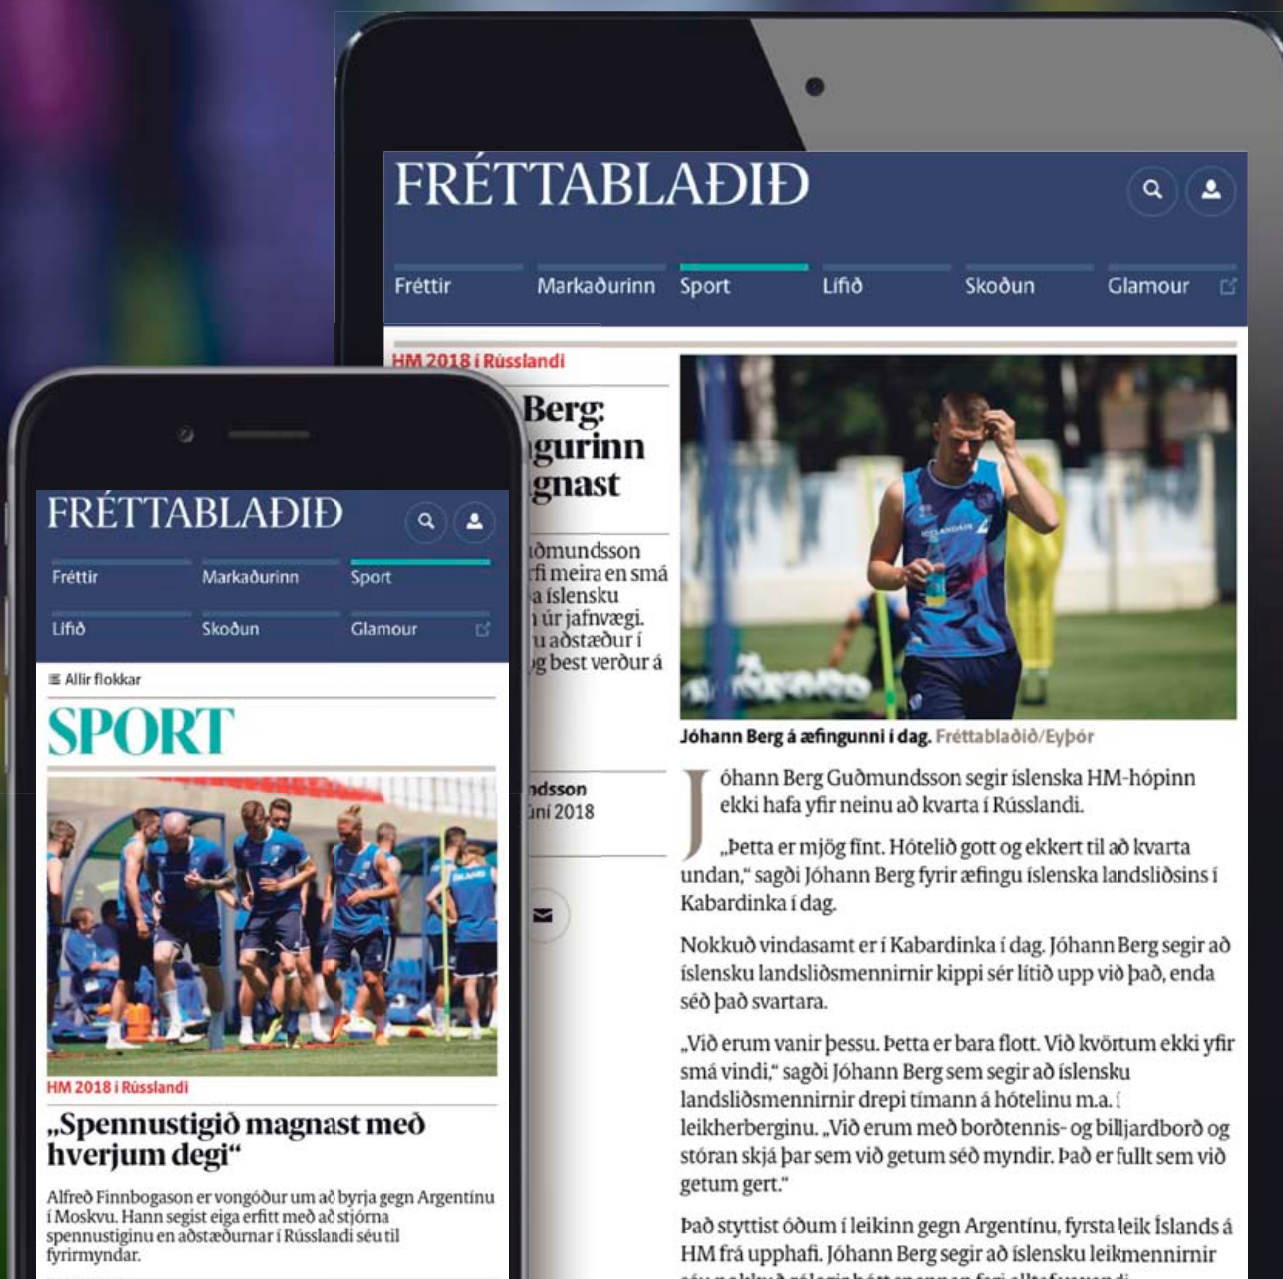 FRÉTTABLAÐIÐ
Fréttir Markaðurinn Sport Lífið Skoðun Glamour
HM 2018 í Rússlandi
Berg:
gurinn
gnast
ðmundsson
meira en smá
íslensku
úr jafnvægi.
aðstæður í
og best verður á
ndsson
júní 2018
ICELANDAIR
Jóhann Berg á æfingunni í dag. Fréttablaðið/Eyþór
Jóhann Berg Guðmundsson segir íslenska HM-hópinn
ekki hafa yfir neinu að kvarta í Rússlandi.
„Þetta er mjög fínt. Hótelið gott og ekkert til að kvarta
undan,“ sagði Jóhann Berg fyrir æfingu íslenska landsliðsins í
Kabardinka í dag.
Nokkuð vindasamt er í Kabardinka í dag. Jóhann Berg segir að
íslensku landsliðsmennirnir kippi sér lítið upp við það, enda
séð það svartara.
„Við erum vanir þessu. Þetta er bara flott. Við kvörtum ekki yfir
smá vindi,“ sagði Jóhann Berg sem segir að íslensku
landsliðsmennirnir drepi tímann á hótelinu m.a. í
leikherberginu. „Við erum með borðtennis- og billjardborð og
stóran skjá þar sem við getum séð myndir. Það er fullt sem við
getum gert.“
Það styttist óðum í leikinn gegn Argentínu, fyrsta leik Íslands á
HM frá upphafi. Jóhann Berg segir að íslensku leikmennirnir
FRÉTTABLAÐIÐ
Fréttir Markaðurinn Sport
Lífið Skoðun Glamour
Allir flokkar
SPORT
HM 2018 í Rússlandi
„Spennustigið magnast með
hverjum degi“
Alfreð Finnbogason er vongóður um að byrja gegn Argentínu
í Moskvu. Hann segist eiga erfitt með að stjórna
spennustiginu en aðstæðurnar í Rússlandi séu til
fyrirmyndar.